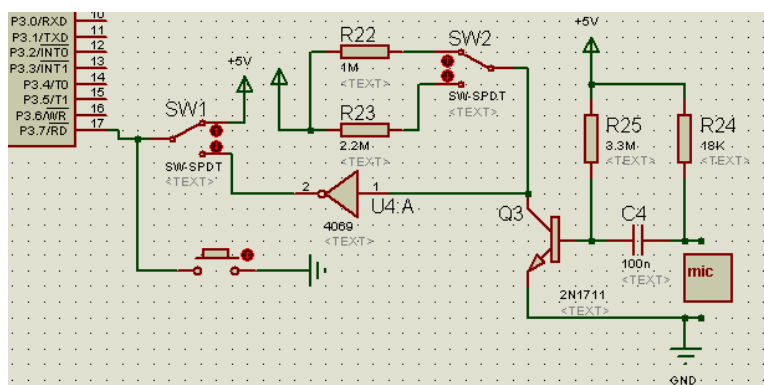 10
P3.0/RXD
11
P3.1/TXD
12
P3.2/INT0
13
P3.3/INT1
14
P3.4/T0
15
P3.5/T1
16
P3.6/WR
17
P3.7/RD
+5V
SW1
SW-SPDT
<TEXT>
R22
1M
<TEXT>
SW2
SW-SPDT
<TEXT>
R23
2.2M
<TEXT>
2
1
U4:A
4069
<TEXT>
+5V
R25
3.3M
<TEXT>
R24
18K
<TEXT>
Q3
2N1711
<TEXT>
C4
100n
<TEXT>
mic
GND